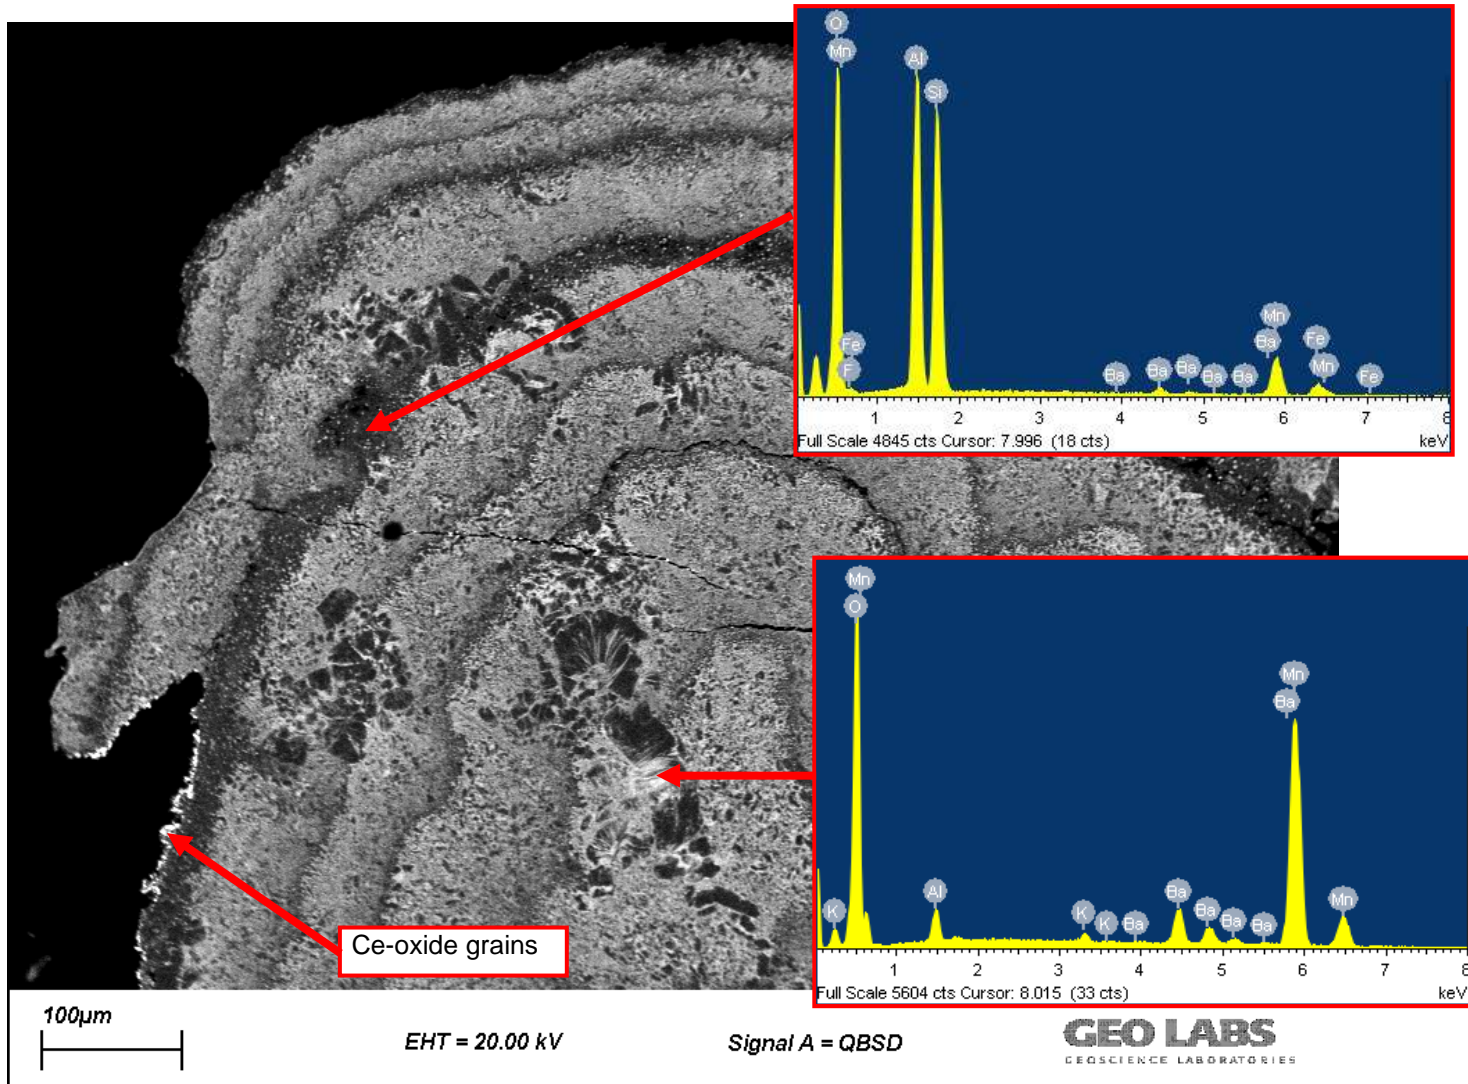 O
Mn
Al
Si
Fe
F
Mn
Ba
Fe
Mn
Ba
Ba
Ba
Ba
Ba
Fe
1 2 3 4 5 6 7 8
Full Scale 4845 cts Cursor: 7.996 (18 cts) keV
Mn
O
Mn
Ba
K
Al
K
K
Ba
Ba
Ba
Ba
Ba
Mn
1 2 3 4 5 6 7 8
Full Scale 5604 cts Cursor: 8.015 (33 cts) keV
Ce-oxide grains
100µm
EHT = 20.00 kV
Signal A = QBSD
GEO LABS
GEOSCIENCE LABORATORIES